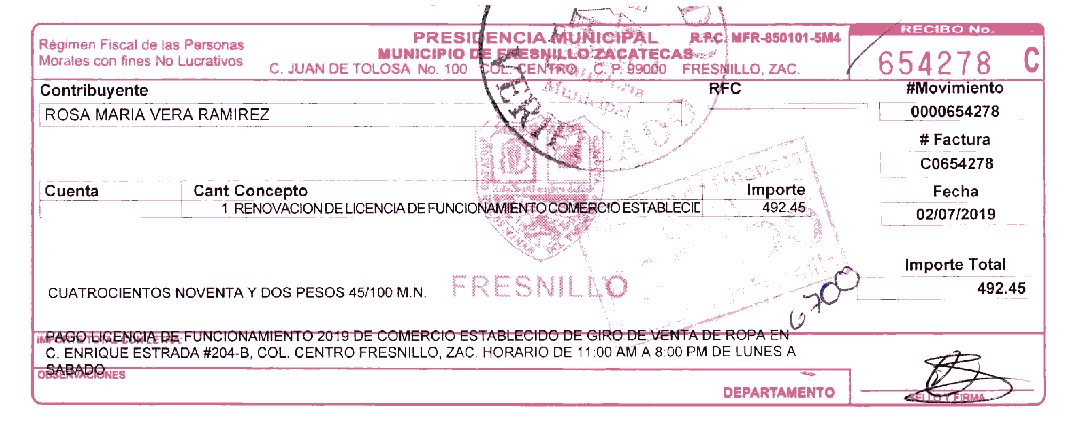 Régimen Fiscal de las Personas
Morales con fines No Lucrativos
PRESIDENCIA MUNICIPAL
MUNICIPIO DE FRESNILLO ZACATECAS
C. JUAN DE TOLOSA No. 100 COL. CENTRO C. P. 99000 FRESNILLO, ZAC.
R.F.C. MFR-850101-5M4
RECIBO No.
654278 C
Contribuyente
RFC
#Movimiento
ROSA MARIA VERA RAMIREZ
0000654278
# Factura
C0654278
Cuenta
Cant Concepto
Importe
Fecha
1 RENOVACION DE LICENCIA DE FUNCIONAMIENTO COMERCIO ESTABLECID
492.45
02/07/2019
Importe Total
492.45
FRESNILLO
CUATROCIENTOS NOVENTA Y DOS PESOS 45/100 M.N.
6700
PAGO LICENCIA DE FUNCIONAMIENTO 2019 DE COMERCIO ESTABLECIDO DE GIRO DE VENTA DE ROPA EN
C. ENRIQUE ESTRADA #204-B, COL. CENTRO FRESNILLO, ZAC. HORARIO DE 11:00 AM A 8:00 PM DE LUNES A
SABADO
OBSERVACIONES
DEPARTAMENTO
SELLO Y FIRMA